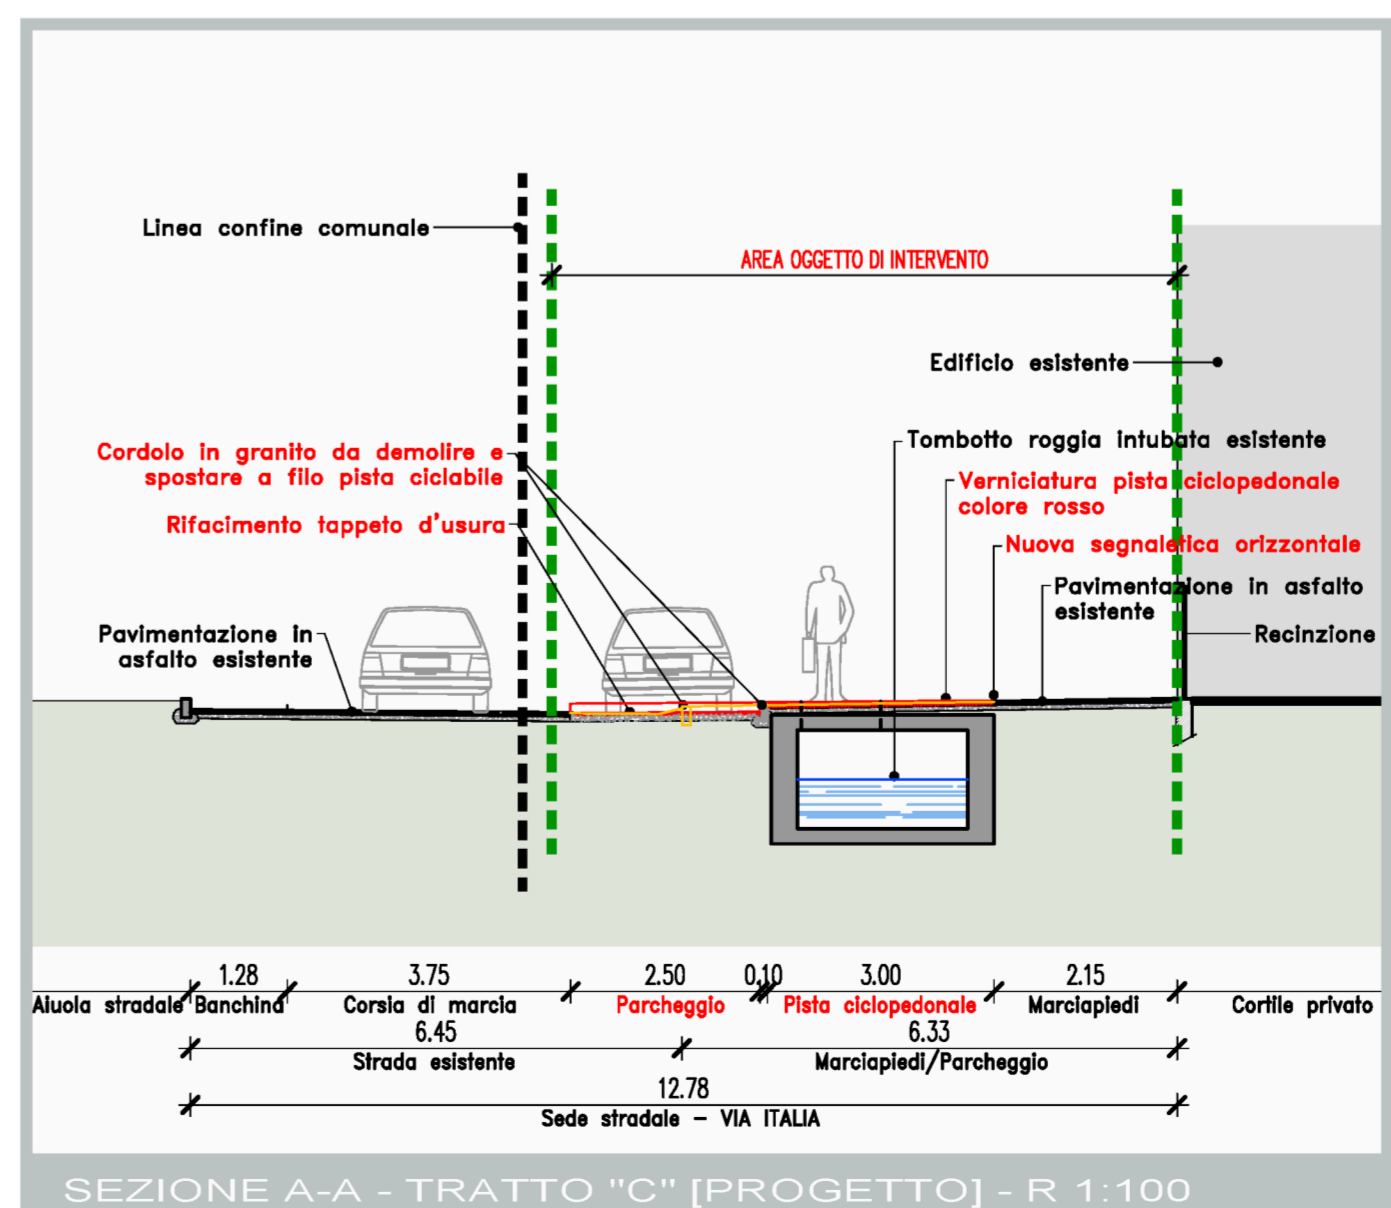 Linea confine comunale
AREA OGGETTO DI INTERVENTO
Edificio esistente
Tombotto roggia intubata esistente
Cordolo in granito da demolire e
spostare a filo pista ciclabile
Verniciatura pista ciclopedonale
colore rosso
Rifacimento tappeto d'usura
Nuova segnaletica orizzontale
Pavimentazione in asfalto
esistente
Pavimentazione in
asfalto esistente
Recinzione
1.28 3.75 2.50 0.10 3.00 2.15
Aiuola stradale Banchina Corsia di marcia Parcheggio Pista ciclopedonale Marciapiedi Cortile privato
6.45 6.33
Strada esistente Marciapiedi/Parcheggio
12.78
Sede stradale – VIA ITALIA
SEZIONE A-A - TRATTO "C" [PROGETTO] - R 1:100